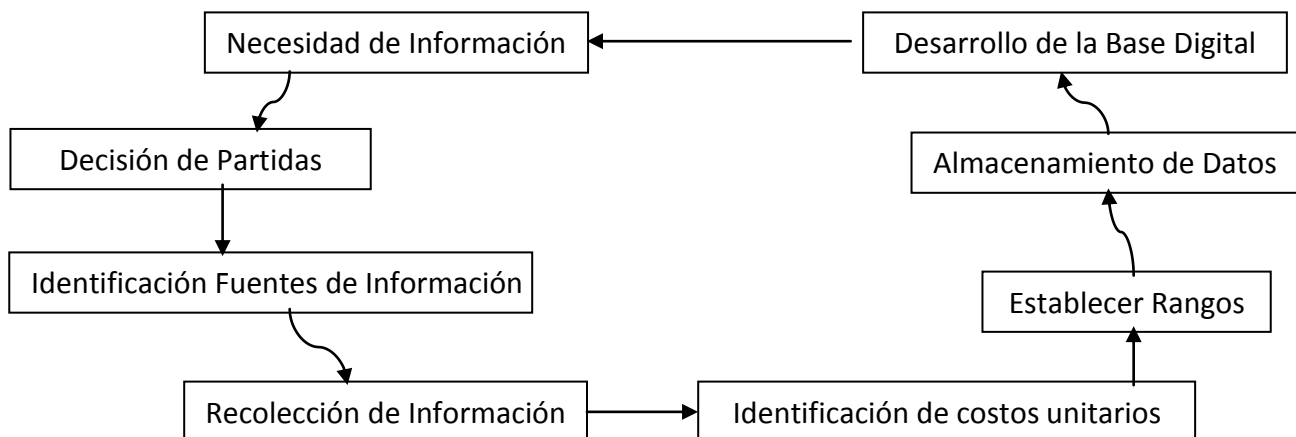 Necesidad de Información
Desarrollo de la Base Digital
Decisión de Partidas
Almacenamiento de Datos
Identificación Fuentes de Información
Establecer Rangos
Recolección de Información
Identificación de costos unitarios